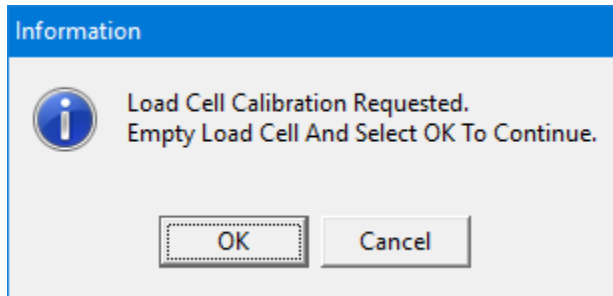 Information
Load Cell Calibration Requested.
Empty Load Cell And Select OK To Continue.
OK
Cancel